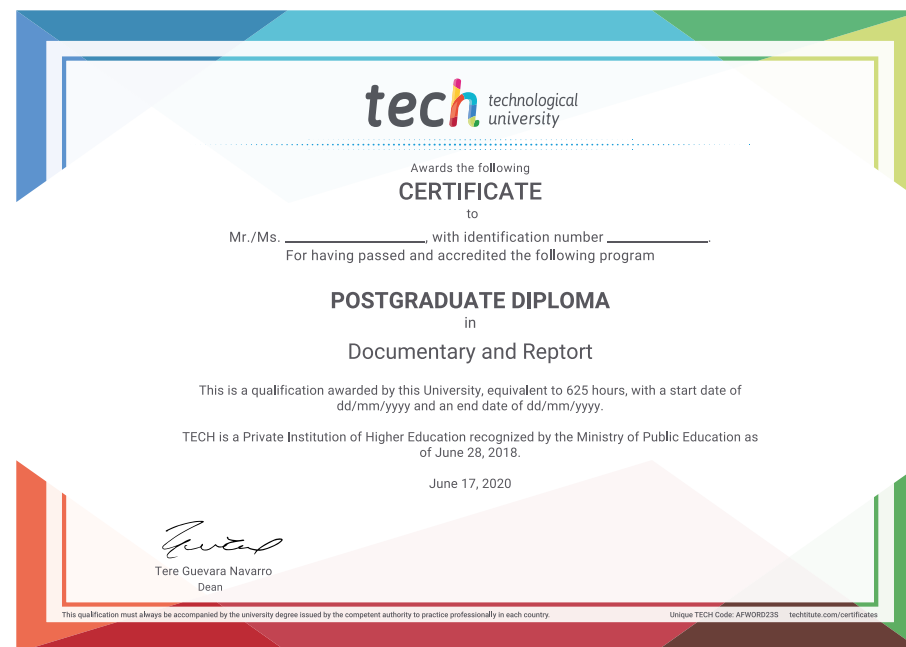 tech technological
university
Awards the following
CERTIFICATE
to
Mr./Ms. ____________________, with identification number ______________.
For having passed and accredited the following program
POSTGRADUATE DIPLOMA
in
Documentary and Reptort
This is a qualification awarded by this University, equivalent to 625 hours, with a start date of
dd/mm/yyyy and an end date of dd/mm/yyyy.
TECH is a Private Institution of Higher Education recognized by the Ministry of Public Education as
of June 28, 2018.
June 17, 2020
Tere Guevara Navarro
Dean
This qualification must always be accompanied by the university degree issued by the competent authority to practice professionally in each country. Unique TECH Code: AFWORD23S techtitute.com/certificates